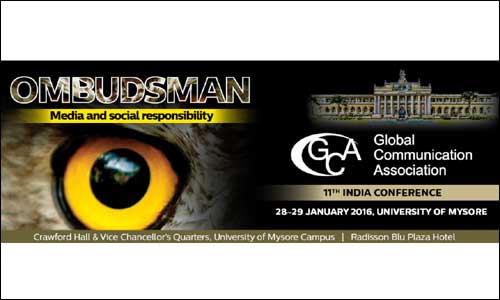 OMBUDSMAN
Media and social responsibility
GCA
Global
Communication
Association
11TH INDIA CONFERENCE
28-29 JANUARY 2016, UNIVERSITY OF MYSORE
Crawford Hall & Vice Chancellor's Quarters, University of Mysore Campus | Radisson Blu Plaza Hotel